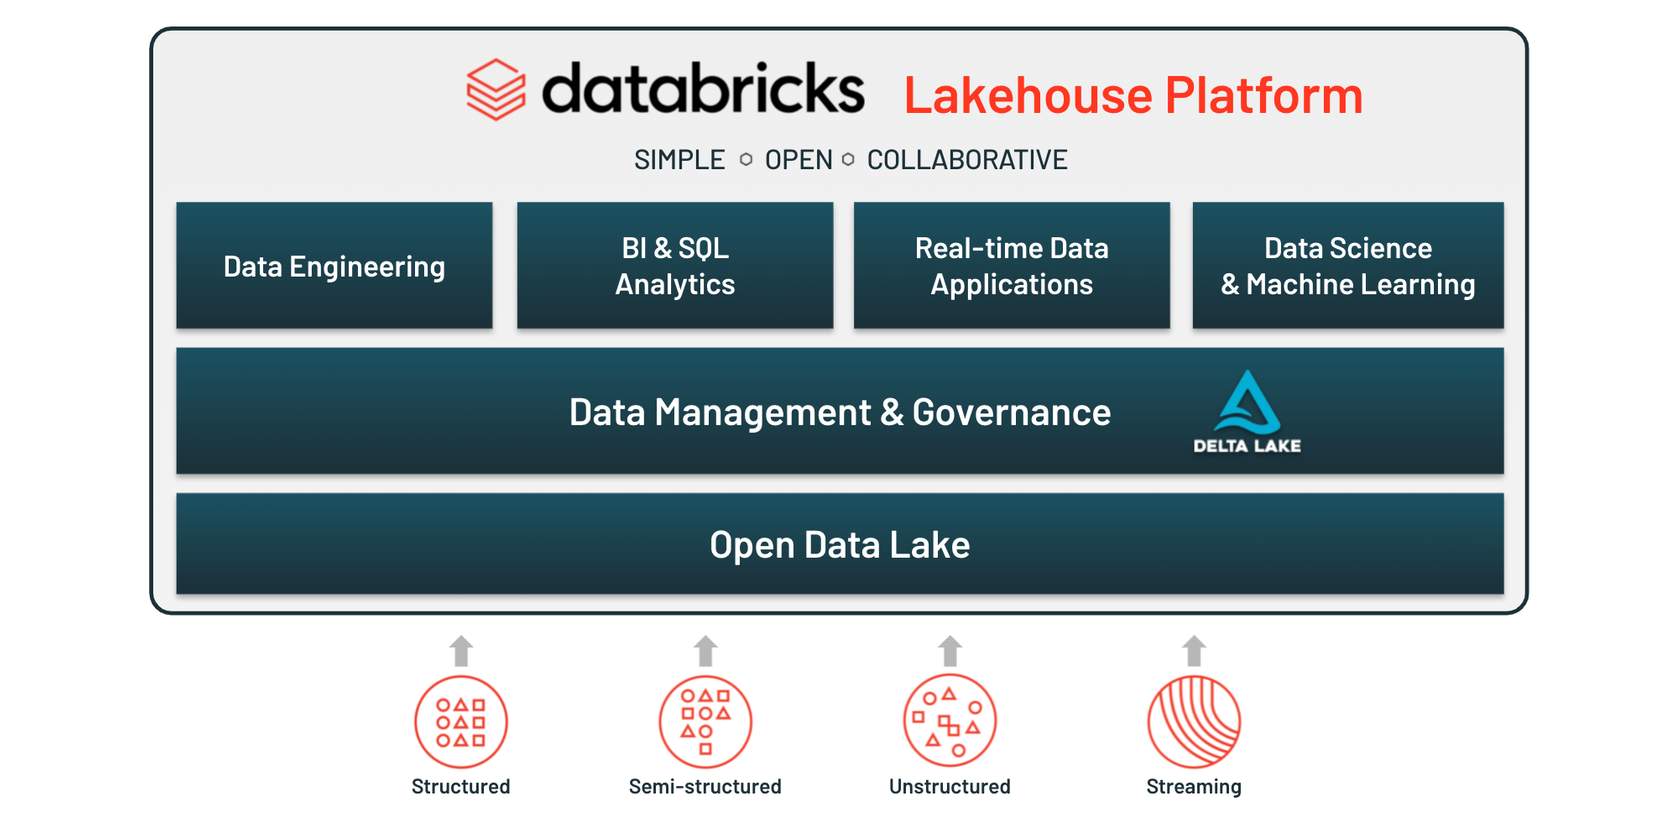 databricks Lakehouse Platform
SIMPLE OPEN COLLABORATIVE
Data Engineering
BI & SQL
Analytics
Real-time Data
Applications
Data Science
& Machine Learning
Data Management & Governance
DELTA LAKE
Open Data Lake
Structured
Semi-structured
Unstructured
Streaming